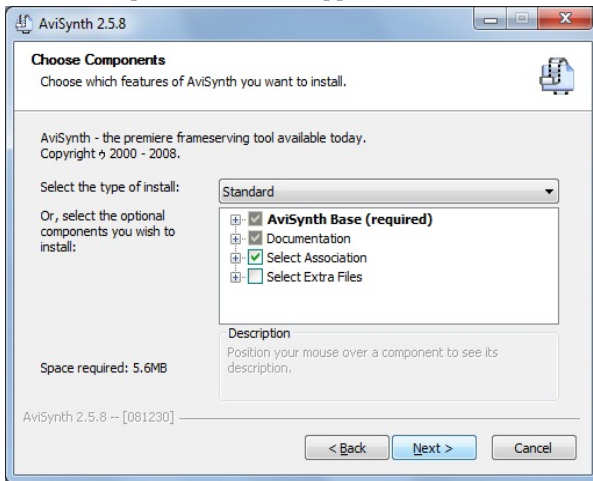 AviSynth 2.5.8
Choose Components
Choose which features of AviSynth you want to install.
AviSynth - the premiere frameserving tool available today.
Copyright ｩ 2000 - 2008.
Select the type of install:
Standard
Or, select the optional
components you wish to
install:
AviSynth Base (required)
Documentation
Select Association
Select Extra Files
Description
Position your mouse over a component to see its
description.
Space required: 5.6MB
AviSynth 2.5.8 -- [081230]
< Back
Next >
Cancel